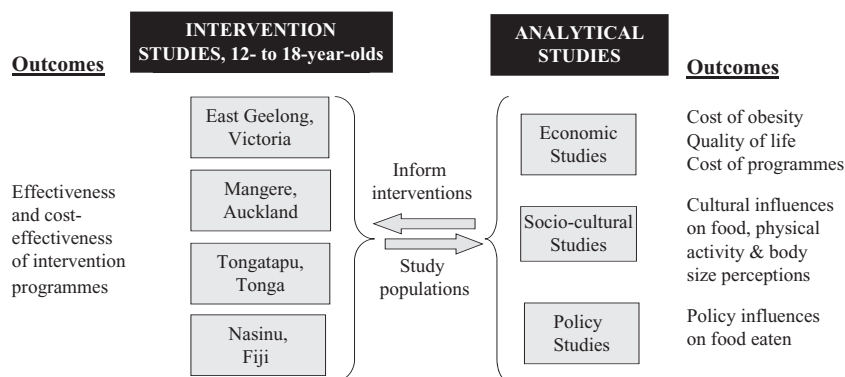 INTERVENTION
STUDIES, 12- to 18-year-olds
ANALYTICAL
STUDIES
Outcomes
Outcomes
East Geelong,
Victoria
Mangere,
Auckland
Tongatapu,
Tonga
Nasinu,
Fiji
Effectiveness
and cost-
effectiveness
of intervention
programmes
Inform
interventions
Study
populations
Economic
Studies
Socio-cultural
Studies
Policy
Studies
Cost of obesity
Quality of life
Cost of programmes
Cultural influences
on food, physical
activity & body
size perceptions
Policy influences
on food eaten